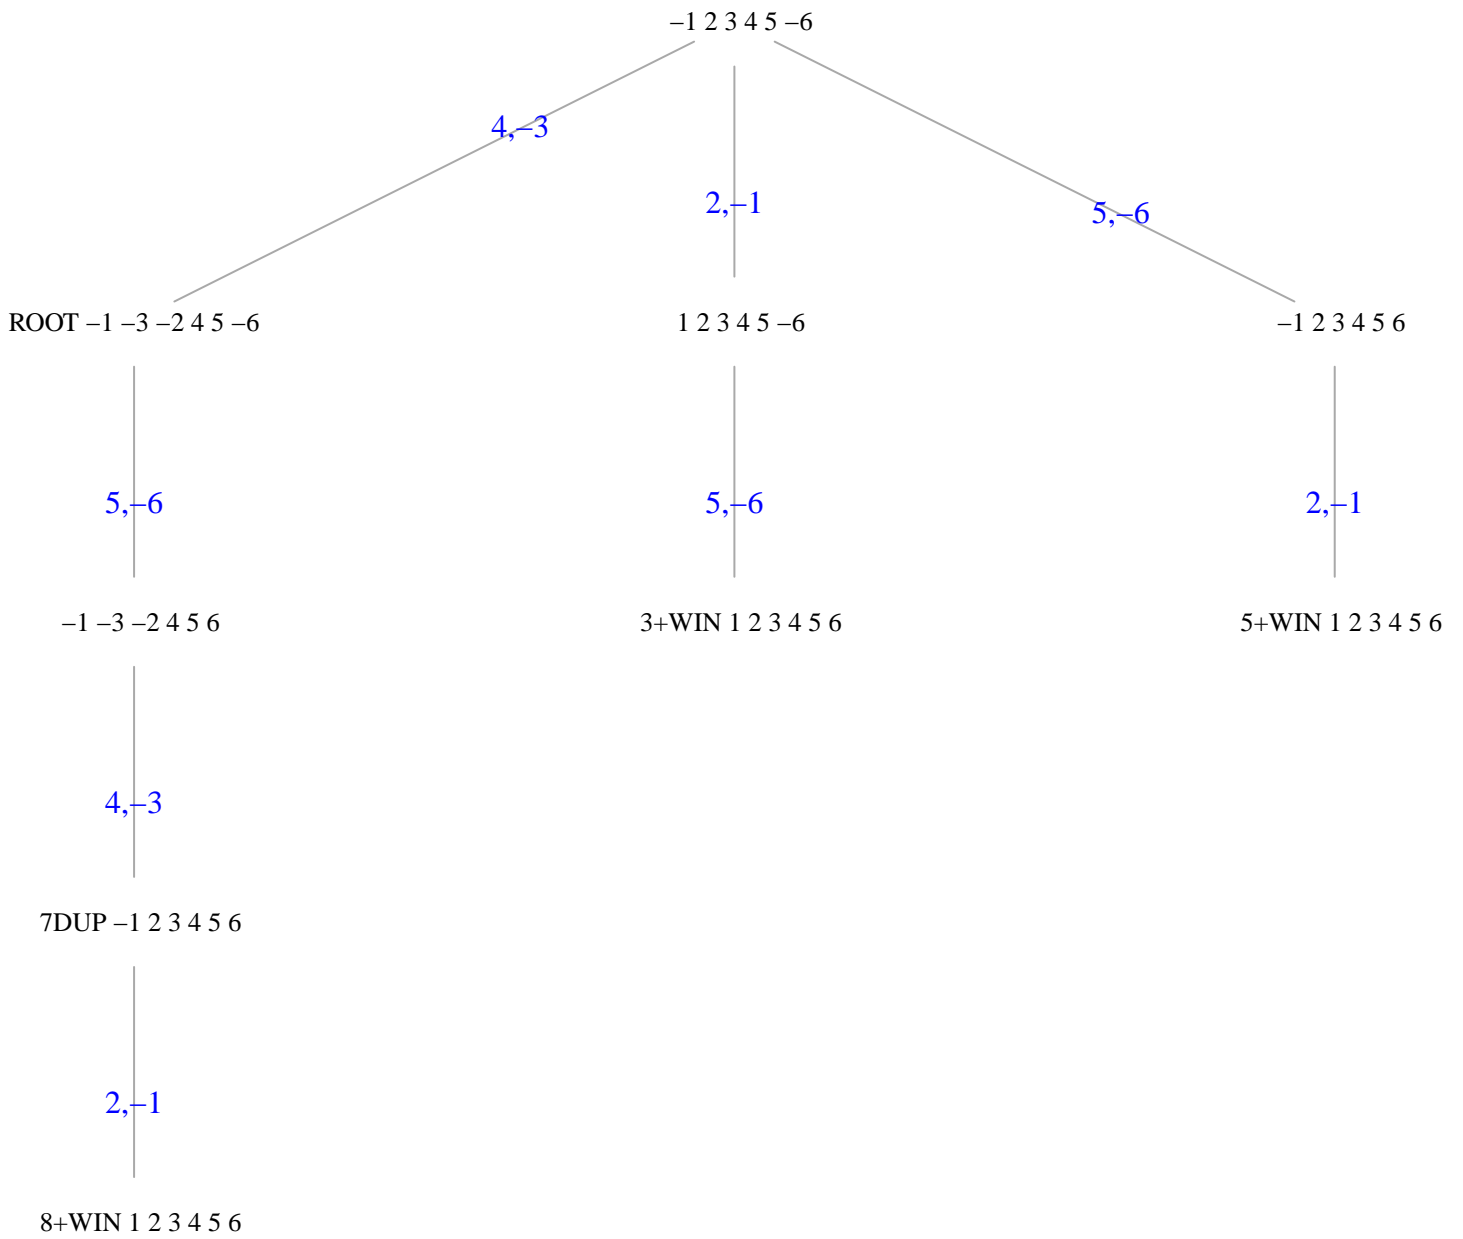 –1 2 3 4 5 –6
4,–3
2,–1
5,–6
ROOT –1 –3 –2 4 5 –6
1 2 3 4 5 –6
–1 2 3 4 5 6
5,–6
5,–6
2,–1
–1 –3 –2 4 5 6
3+WIN 1 2 3 4 5 6
5+WIN 1 2 3 4 5 6
4,–3
7DUP –1 2 3 4 5 6
2,–1
8+WIN 1 2 3 4 5 6